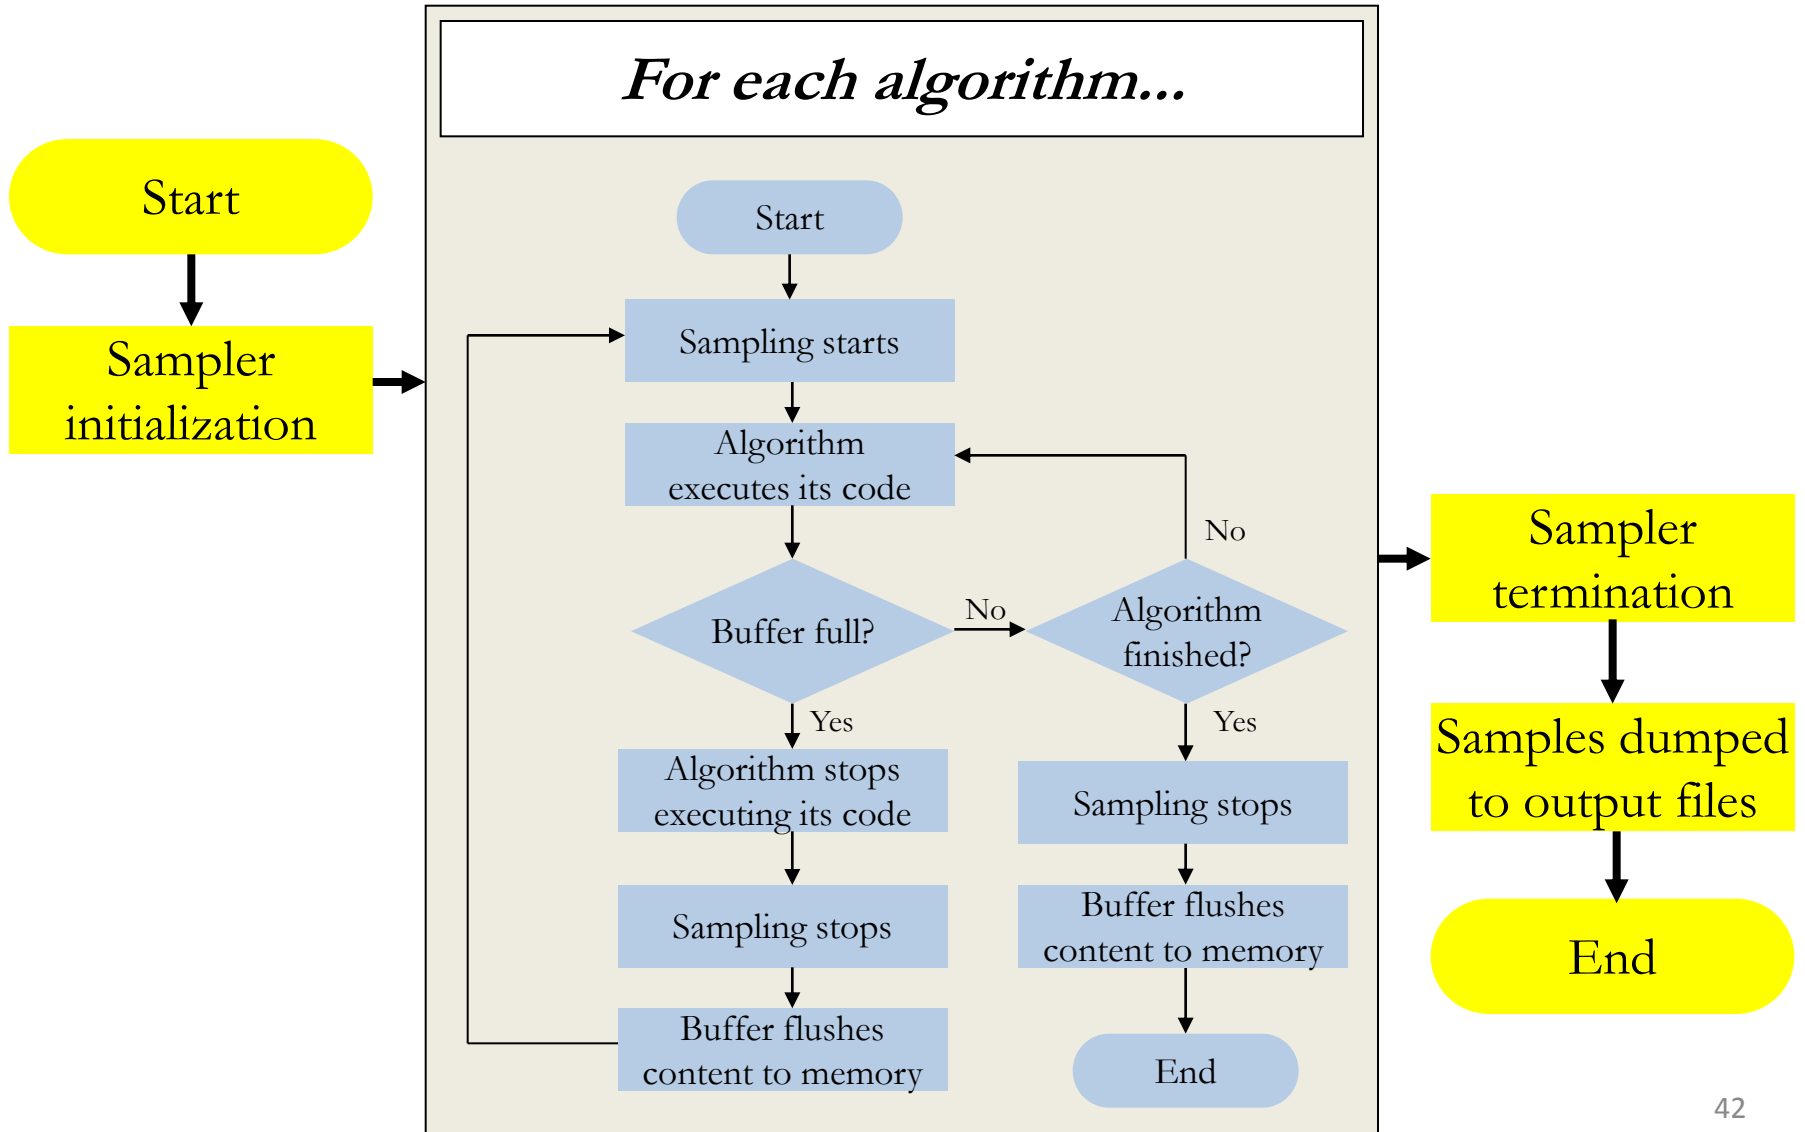 For each algorithm...
Start
Sampler
initialization
Start
Sampling starts
Algorithm
executes its code
No
Buffer full?
No
Algorithm
finished?
Yes
Yes
Algorithm stops
executing its code
Sampling stops
Sampling stops
Buffer flushes
content to memory
Buffer flushes
content to memory
End
Sampler
termination
Samples dumped
to output files
End
42